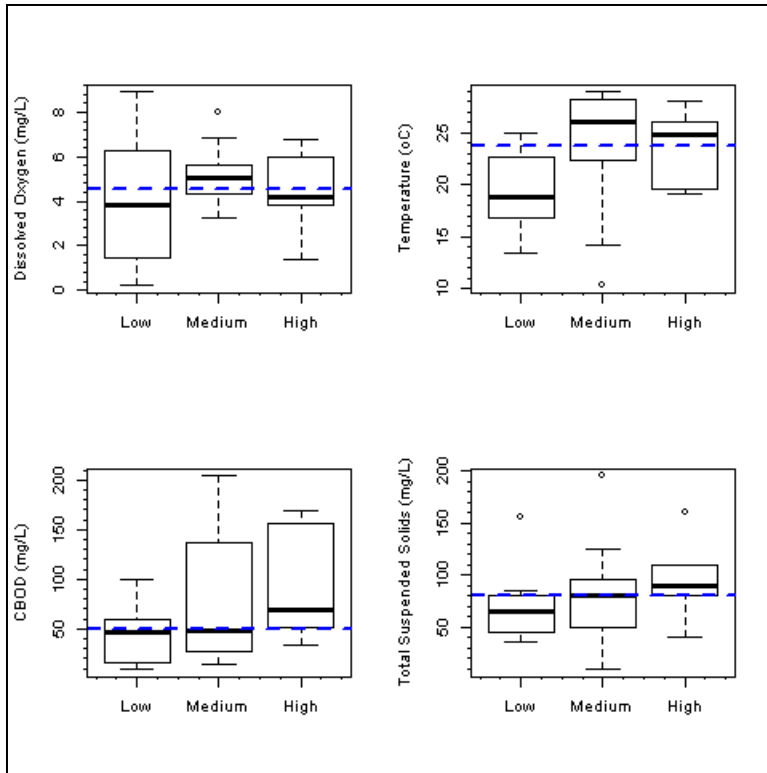 Dissolved Oxygen (mg/L)
0 2 4 6 8
Low Medium High
Temperature (oC)
10 15 20 25
Low Medium High
CBOD (mg/L)
50 100 150 200
Low Medium High
Total Suspended Solids (mg/L)
50 100 150 200
Low Medium High